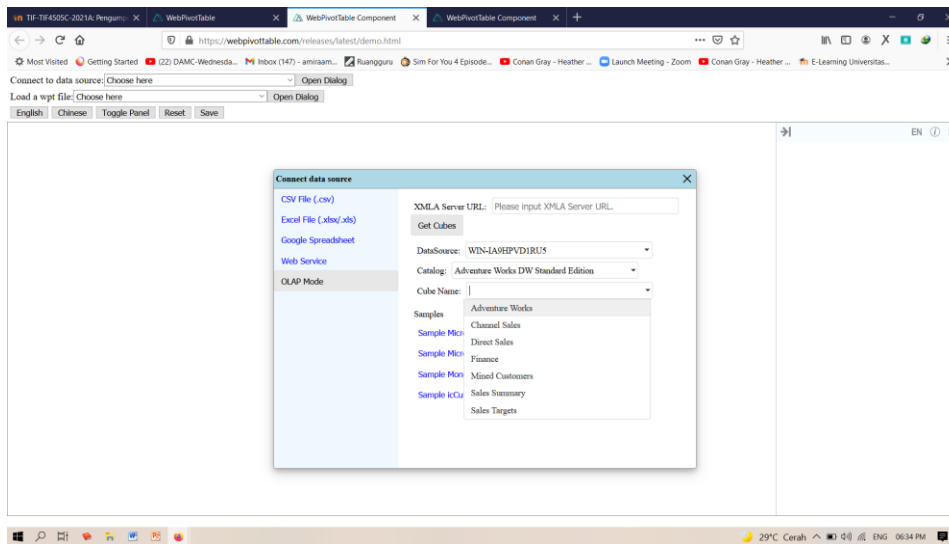 TIF-TIF4505C-2021A: Pengump
WebPivotTable
WebPivotTable Component
WebPivotTable Component
https://webpivottable.com/releases/latest/demo.html
Most Visited
Getting Started
(22) DAMC-Wednesda...
Inbox (147) - amiraam...
Ruangguru
Sim For You 4 Episode...
Conan Gray - Heather ...
Launch Meeting - Zoom
Conan Gray - Heather ...
E-Learning Universitas...
Connect to data source: Choose here Open Dialog
Load a wpt file: Choose here Open Dialog
English Chinese Toggle Panel Reset Save
EN
Connect data source
CSV File (.csv)
Excel File (.xlsx/.xls)
Google Spreadsheet
Web Service
OLAP Mode
XMLA Server URL: Please input XMLA Server URL.
Get Cubes
DataSource: WIN-IA9HPVD1RU5
Catalog: Adventure Works DW Standard Edition
Cube Name:
Adventure Works
Channel Sales
Direct Sales
Finance
Mined Customers
Sales Summary
Sales Targets
Samples
Sample Micr
Sample Micr
Sample Mon
Sample icCu
29°C Cerah ENG 06:34 PM